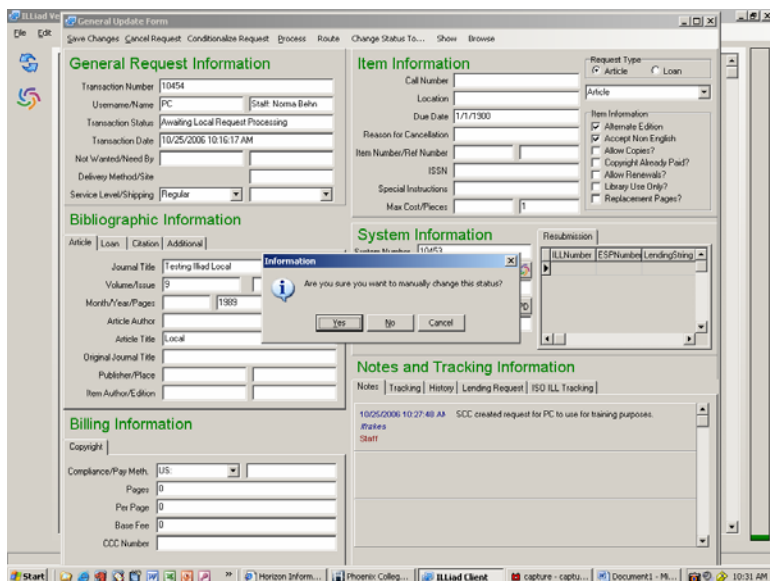 ILLiad Ve
General Update Form
File Edit
Save Changes Cancel Request Conditionalize Request Process Route Change Status To... Show Browse
General Request Information
Transaction Number 10454
Username/Name PC Staff: Norma Behn
Transaction Status Awaiting Local Request Processing
Transaction Date 10/25/2006 10:16:17 AM
Not Wanted/Need By
Delivery Method/Site
Service Level/Shipping Regular
Item Information
Call Number
Location
Due Date 1/1/1900
Reason for Cancellation
Item Number/Ref Number
ISSN
Special Instructions
Max Cost/Pieces 1
Request Type
Article Loan
Article
Item Information
Alternate Edition
Accept Non English
Allow Copies?
Copyright Already Paid?
Allow Renewals?
Library Use Only?
Replacement Pages?
Bibliographic Information
Article Loan Citation Additional
Journal Title Testing Illiad Local
Volume/Issue 9
Month/Year/Pages 1989
Article Author
Article Title Local
Original Journal Title
Publisher/Place
Item Author/Edition
System Information
System Number 10453
Resubmission
ILLNumber ESPNumber LendingString
Information
Are you sure you want to manually change this status?
Yes No Cancel
Billing Information
Copyright
Compliance/Pay Meth. US:
Pages 0
Per Page 0
Base Fee 0
CCC Number
Notes and Tracking Information
Notes Tracking History Lending Request ISO ILL Tracking
10/25/2006 10:27:48 AM SCC created request for PC to use for training purposes.
Staff
Start Horizon Inform... Phoenix Colleg... ILLiad Client capture - captu... Document1 - Mi... 10:31 AM